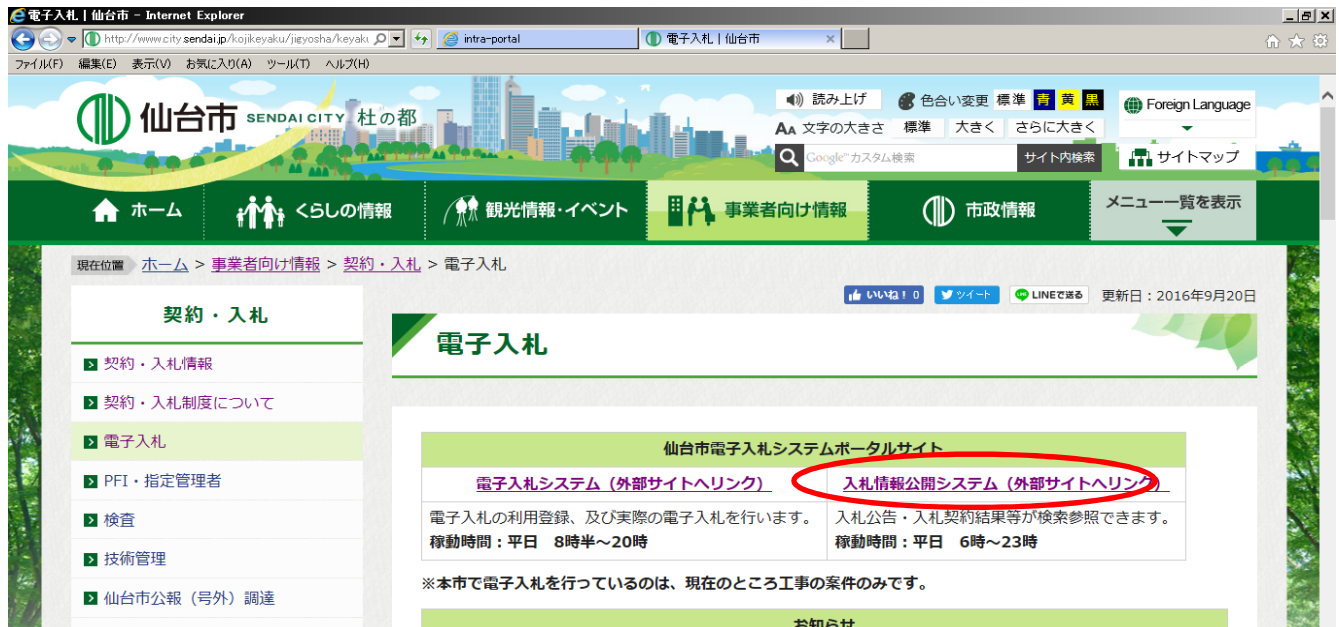 電子入札 | 仙台市 - Internet Explorer
http://www.city.sendai.jp/kojikeyaku/jigyosha/keyaku
intra-portal
電子入札 | 仙台市
ファイル(F) 編集(E) 表示(V) お気に入り(A) ツール(T) ヘルプ(H)
仙台市 SENDAI CITY 杜の都
読み上げ 色合い変更 標準 青 黄 黒
AA 文字の大きさ 標準 大きく さらに大きく
Foreign Language
Google™ カスタム検索 サイト内検索
サイトマップ
ホーム くらしの情報 観光情報・イベント 事業者向け情報 市政情報 メニュー一覧を表示
現在位置 ホーム > 事業者向け情報 > 契約・入札 > 電子入札
いいね! 0 ツイート LINEで送る 更新日:2016年9月20日
契約・入札
契約・入札情報
契約・入札制度について
電子入札
PFI・指定管理者
検査
技術管理
仙台市公報(号外)調達
電子入札
仙台市電子入札システムポータルサイト
電子入札システム(外部サイトへリンク) 入札情報公開システム(外部サイトへリンク)
電子入札の利用登録、及び実際の電子入札を行います。 入札公告・入札契約結果等が検索参照できます。
稼動時間:平日 8時半~20時 稼動時間:平日 6時~23時
※本市で電子入札を行っているのは、現在のところ工事の案件のみです。
お知らせ